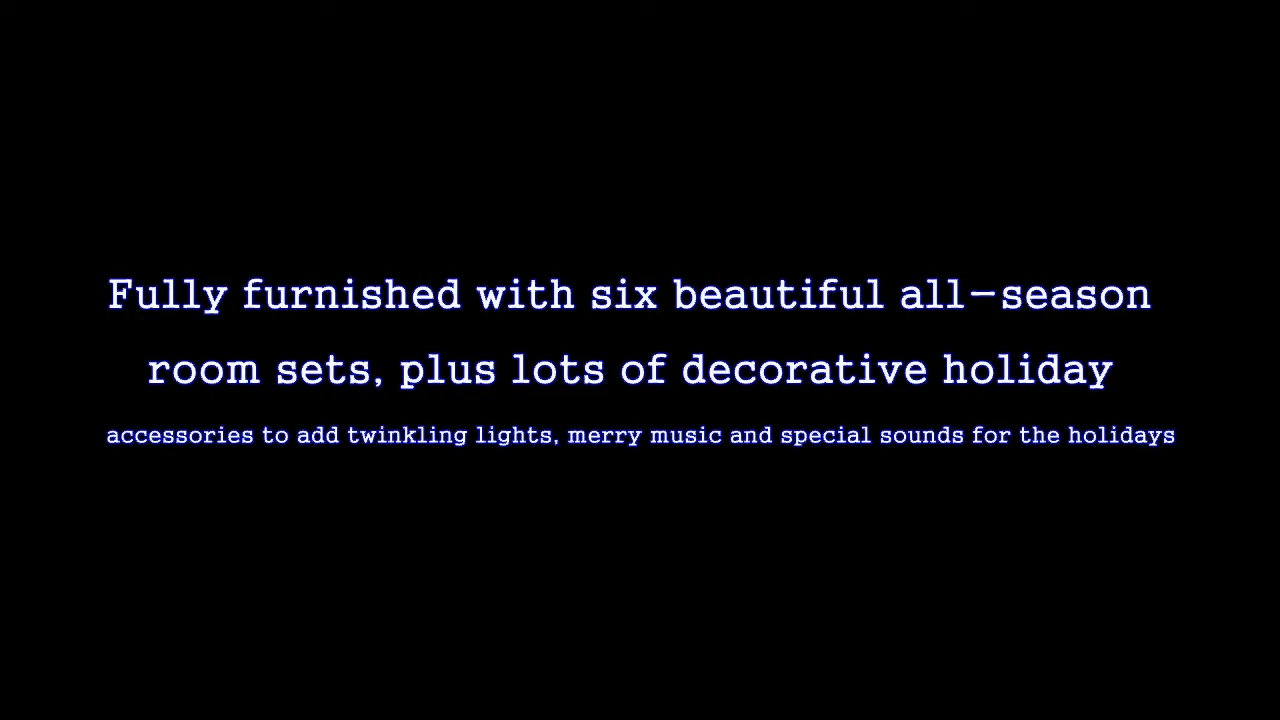 Fully furnished with six beautiful all-season
room sets, plus lots of decorative holiday
accessories to add twinkling lights, merry music and special sounds for the holidays